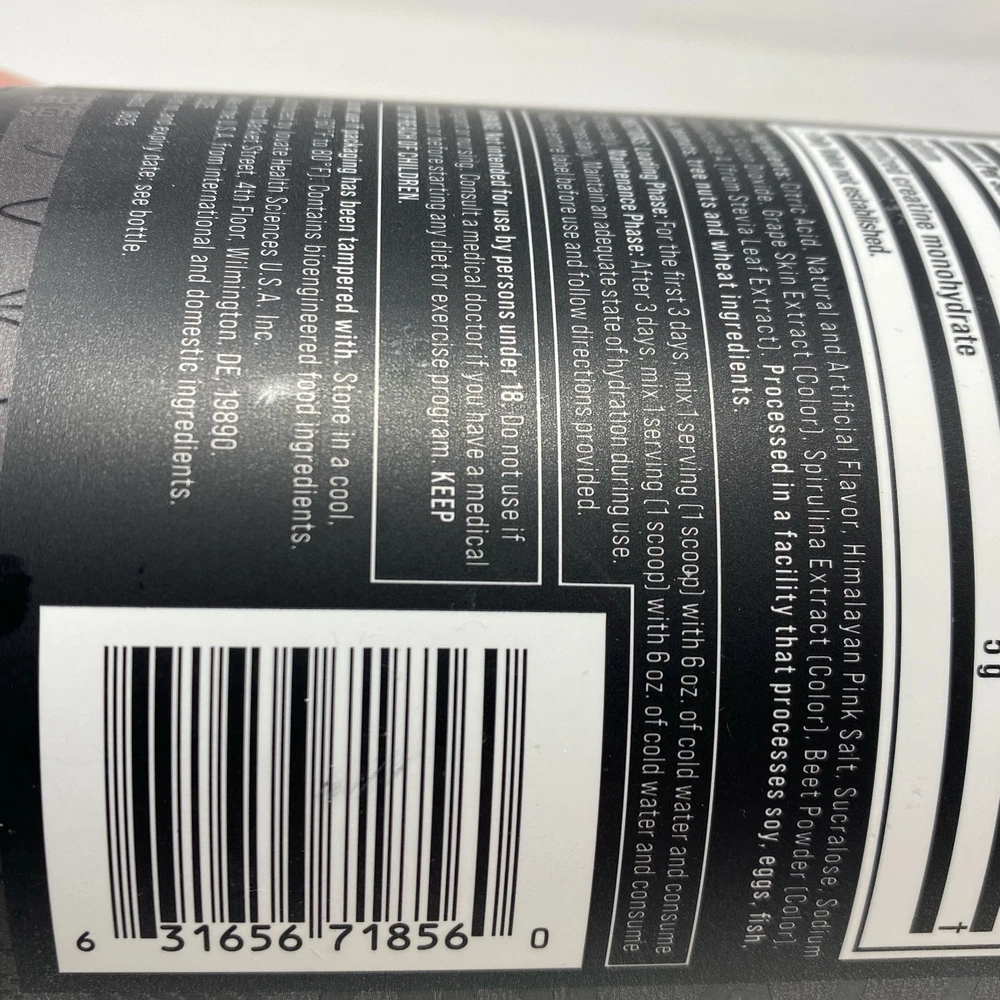 5 g
creatine monohydrate
†
not established.
Citric Acid, Natural and Artificial Flavor, Himalayan Pink Salt, Sucralose, Sodium
Grape Skin Extract (Color), Spirulina Extract (Color), Beet Powder (Color),
Stevia Leaf Extract). Processed in a facility that processes soy, eggs, fish,
tree nuts and wheat ingredients.
Loading Phase: For the first 3 days, mix 1 serving (1 scoop) with 6 oz. of cold water and consume
Maintenance Phase: After 3 days, mix 1 serving (1 scoop) with 6 oz. of cold water and consume
Maintain an adequate state of hydration during use.
label before use and follow directions provided.
Not intended for use by persons under 18. Do not use if
Consult a medical doctor if you have a medical
before starting any diet or exercise program. KEEP
OF CHILDREN.
packaging has been tampered with. Store in a cool,
Contains bioengineered food ingredients.
Health Sciences U.S.A. Inc.
Street, 4th Floor, Wilmington, DE, 19890.
from international and domestic ingredients.
date: see bottle.
6 31656 71856 0